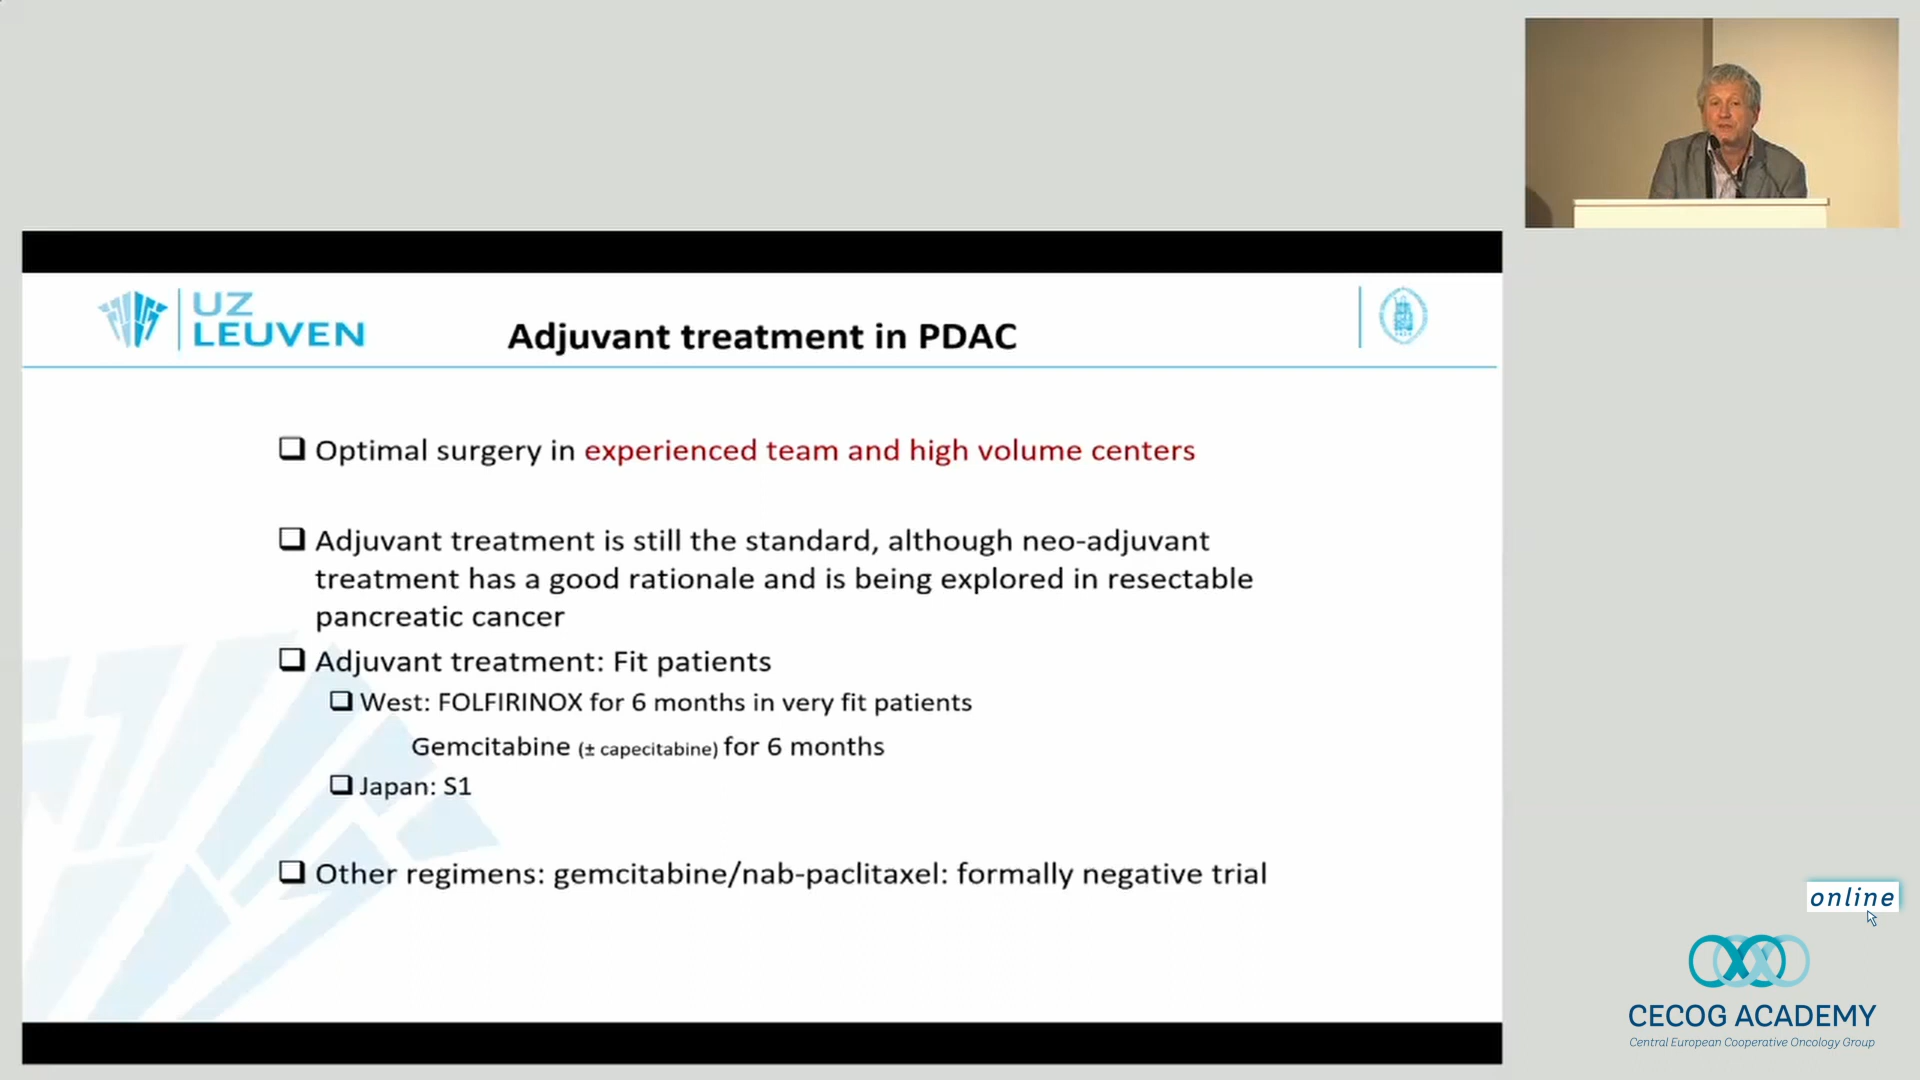 UZ
LEUVEN
Adjuvant treatment in PDAC
❑ Optimal surgery in experienced team and high volume centers
❑ Adjuvant treatment is still the standard, although neo-adjuvant
treatment has a good rationale and is being explored in resectable
pancreatic cancer
❑ Adjuvant treatment: Fit patients
❑ West: FOLFIRINOX for 6 months in very fit patients
Gemcitabine (± capecitabine) for 6 months
❑ Japan: S1
❑ Other regimens: gemcitabine/nab-paclitaxel: formally negative trial
online
CECOG ACADEMY
Central European Cooperative Oncology Group